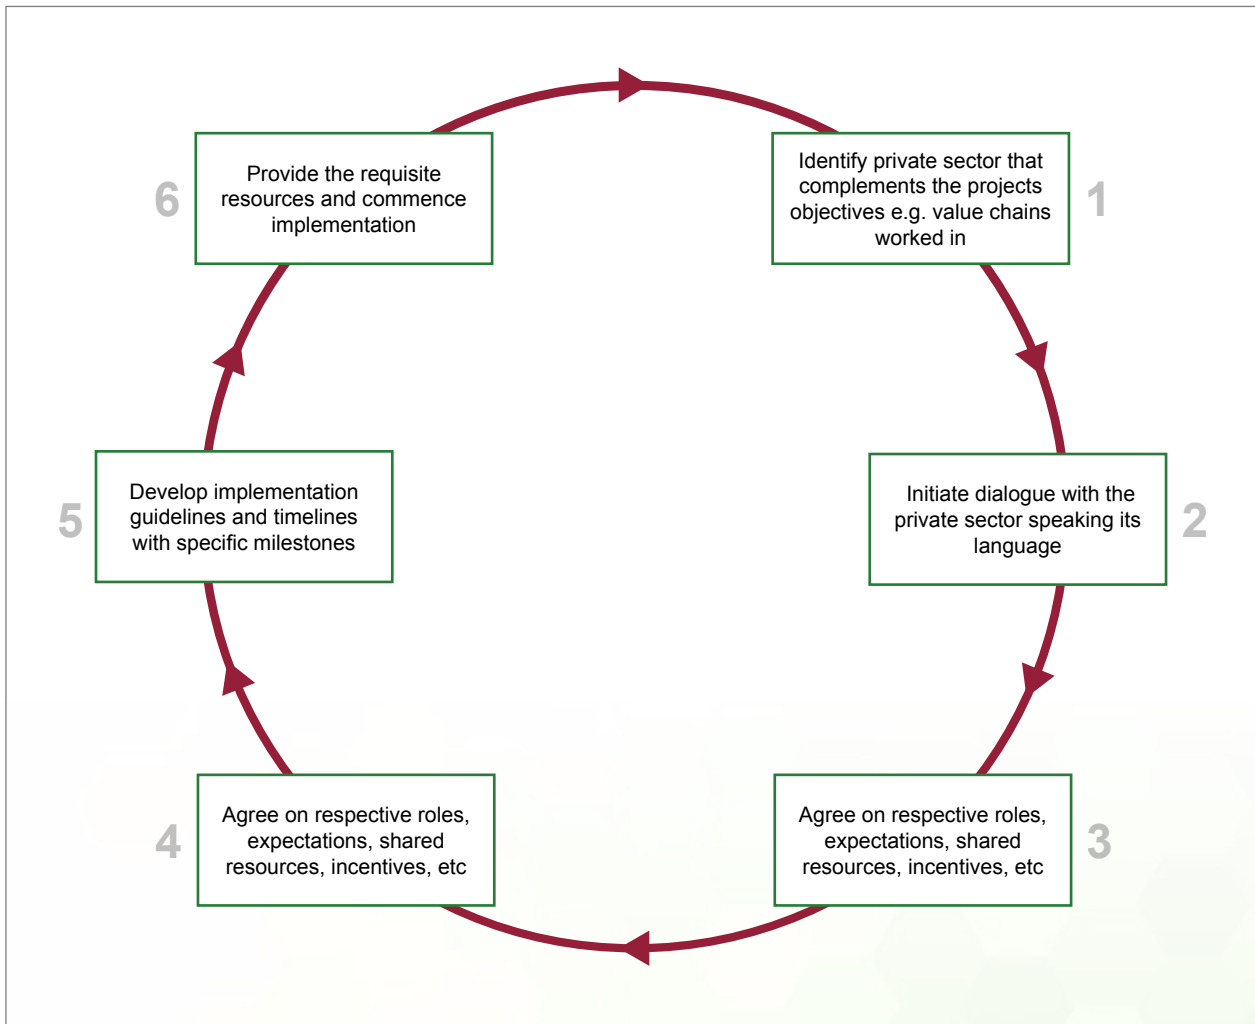 1
Identify private sector that
complements the projects
objectives e.g. value chains
worked in
2
Initiate dialogue with the
private sector speaking its
language
3
Agree on respective roles,
expectations, shared
resources, incentives, etc
4
Agree on respective roles,
expectations, shared
resources, incentives, etc
5
Develop implementation
guidelines and timelines
with specific milestones
6
Provide the requisite
resources and commence
implementation